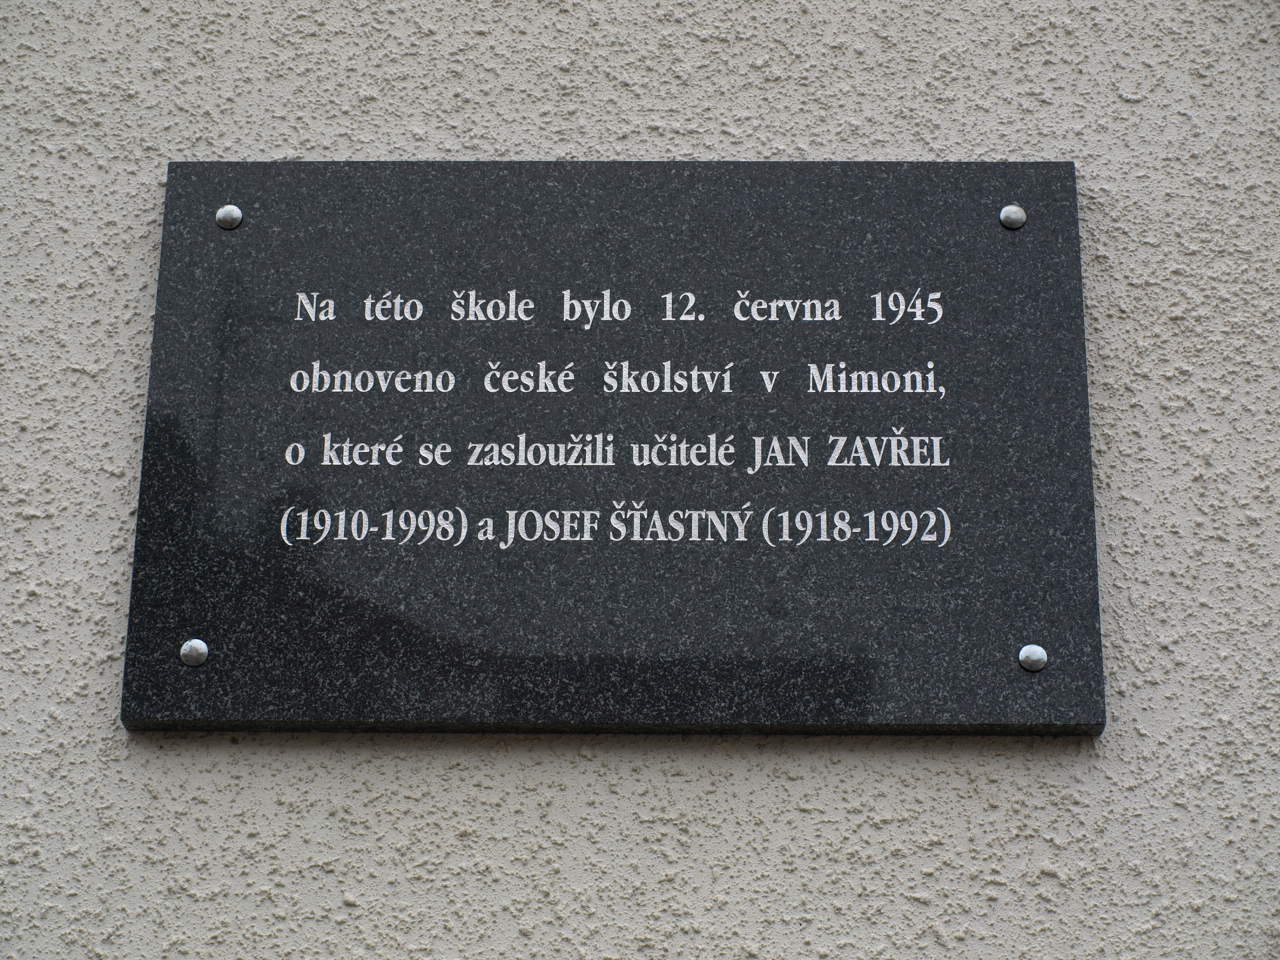 Na této škole bylo 12. června 1945
obnoveno české školství v Mimoni,
o které se zasloužili učitelé JAN ZAVŘEL
(1910-1998) a JOSEF ŠŤASTNÝ (1918-1992)